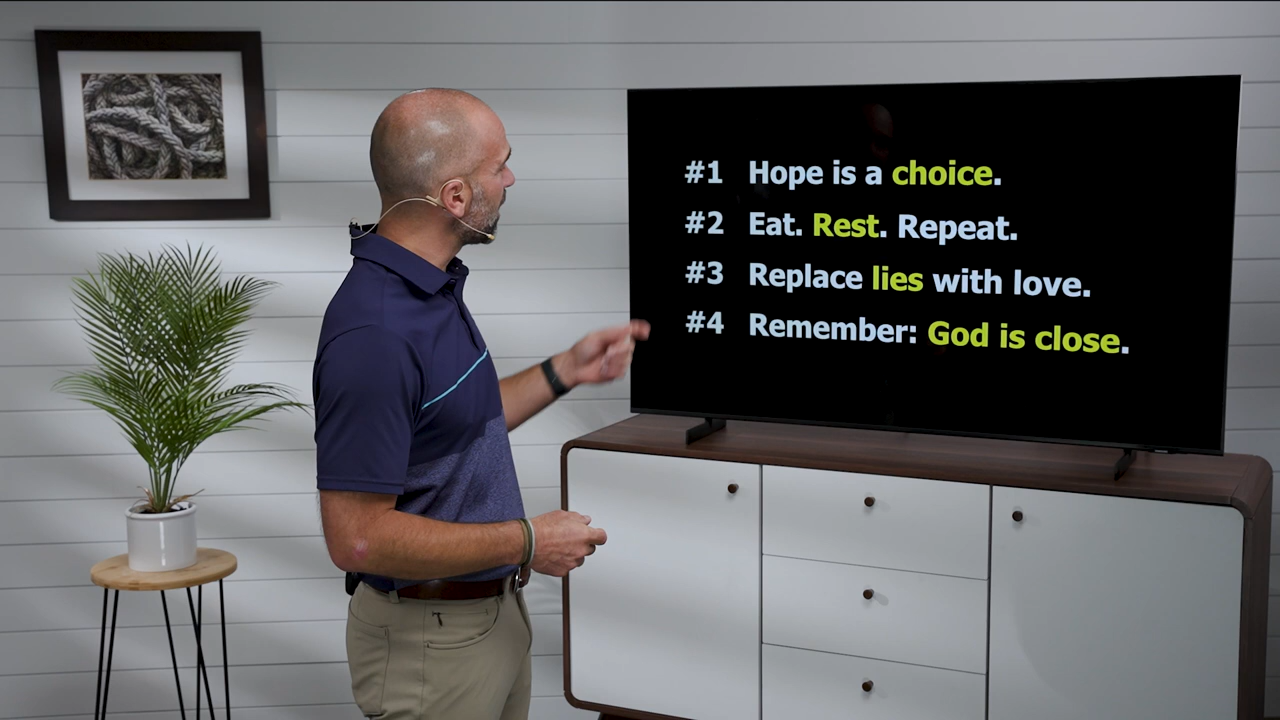 #1 Hope is a choice.
#2 Eat. Rest. Repeat.
#3 Replace lies with love.
#4 Remember: God is close.